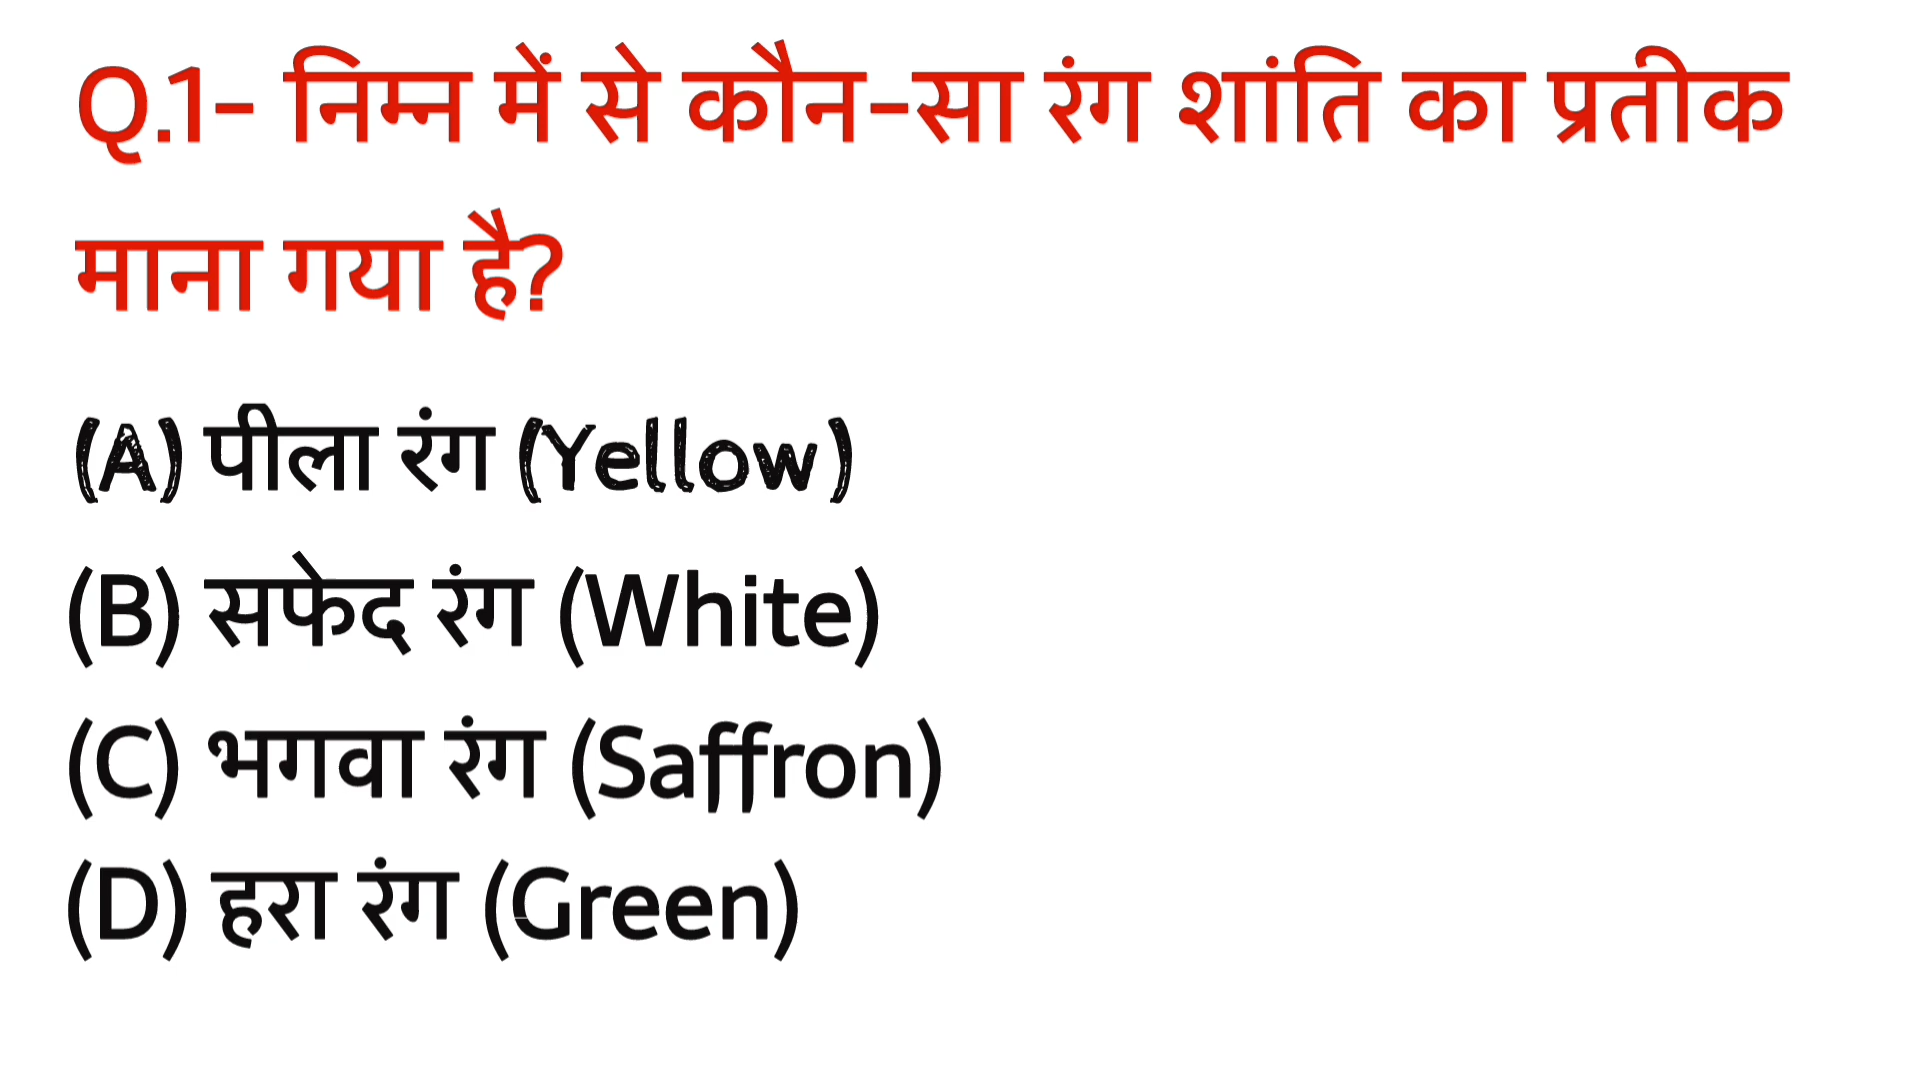 Q.1- निम्न में से कौन-सा रंग शांति का प्रतीक
माना गया है?
(A) पीला रंग (Yellow)
(B) सफेद रंग (White)
(C) भगवा रंग (Saffron)
(D) हरा रंग (Green)